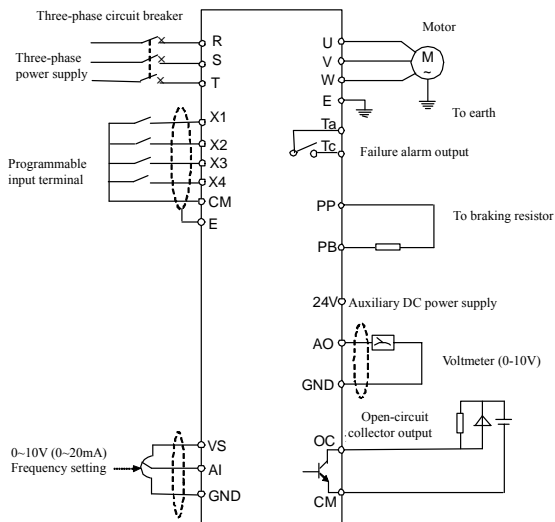 Three-phase circuit breaker
Three-phase
power supply
R
S
T
X1
X2
X3
X4
CM
E
Programmable
input terminal
0~10V (0~20mA)
Frequency setting
VS
AI
GND
U
V
W
E
Motor
M
~
To earth
Ta
Tc
Failure alarm output
PP
PB
To braking resistor
24V
Auxiliary DC power supply
AO
GND
Voltmeter (0-10V)
Open-circuit
collector output
OC
CM